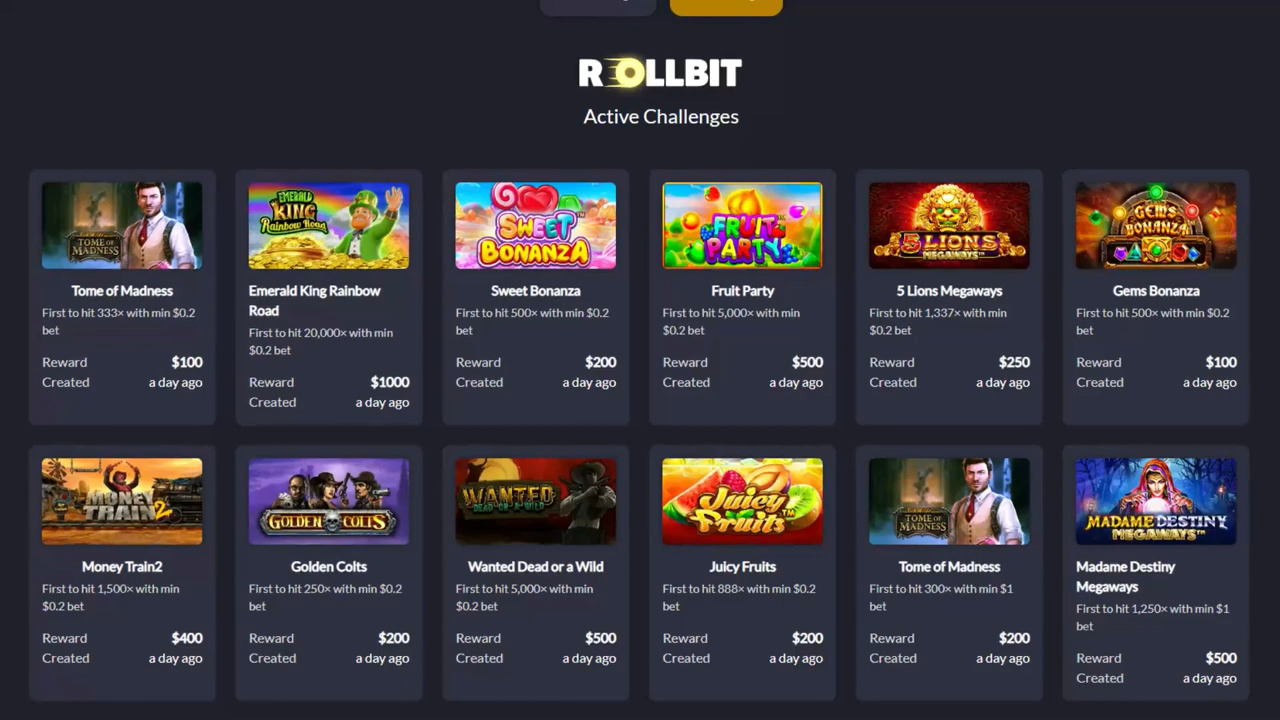 ROLLBIT
Active Challenges
TOME OF
MADNESS
EMERALD
KING
Rainbow Road
SWEET™
BONANZA
FRUIT™
PARTY
5 LIONS
MEGAWAYS™
GEMS
BONANZA™
Tome of Madness
First to hit 333× with min $0.2
bet
Reward $100
Created a day ago
Emerald King Rainbow
Road
First to hit 20,000× with min
$0.2 bet
Reward $1000
Created a day ago
Sweet Bonanza
First to hit 500× with min $0.2
bet
Reward $200
Created a day ago
Fruit Party
First to hit 5,000× with min
$0.2 bet
Reward $500
Created a day ago
5 Lions Megaways
First to hit 1,337× with min
$0.2 bet
Reward $250
Created a day ago
Gems Bonanza
First to hit 500× with min $0.2
bet
Reward $100
Created a day ago
MONEY
TRAIN 2
GOLDEN COLTS
WANTED
DEAD OR A WILD
Juicy
Fruits™
TOME OF
MADNESS
MADAME DESTINY
MEGAWAYS™
Money Train2
First to hit 1,500× with min
$0.2 bet
Reward $400
Created a day ago
Golden Colts
First to hit 250× with min $0.2
bet
Reward $200
Created a day ago
Wanted Dead or a Wild
First to hit 5,000× with min
$0.2 bet
Reward $500
Created a day ago
Juicy Fruits
First to hit 888× with min $0.2
bet
Reward $200
Created a day ago
Tome of Madness
First to hit 300× with min $1
bet
Reward $200
Created a day ago
Madame Destiny
Megaways
First to hit 1,250× with min $1
bet
Reward $500
Created a day ago